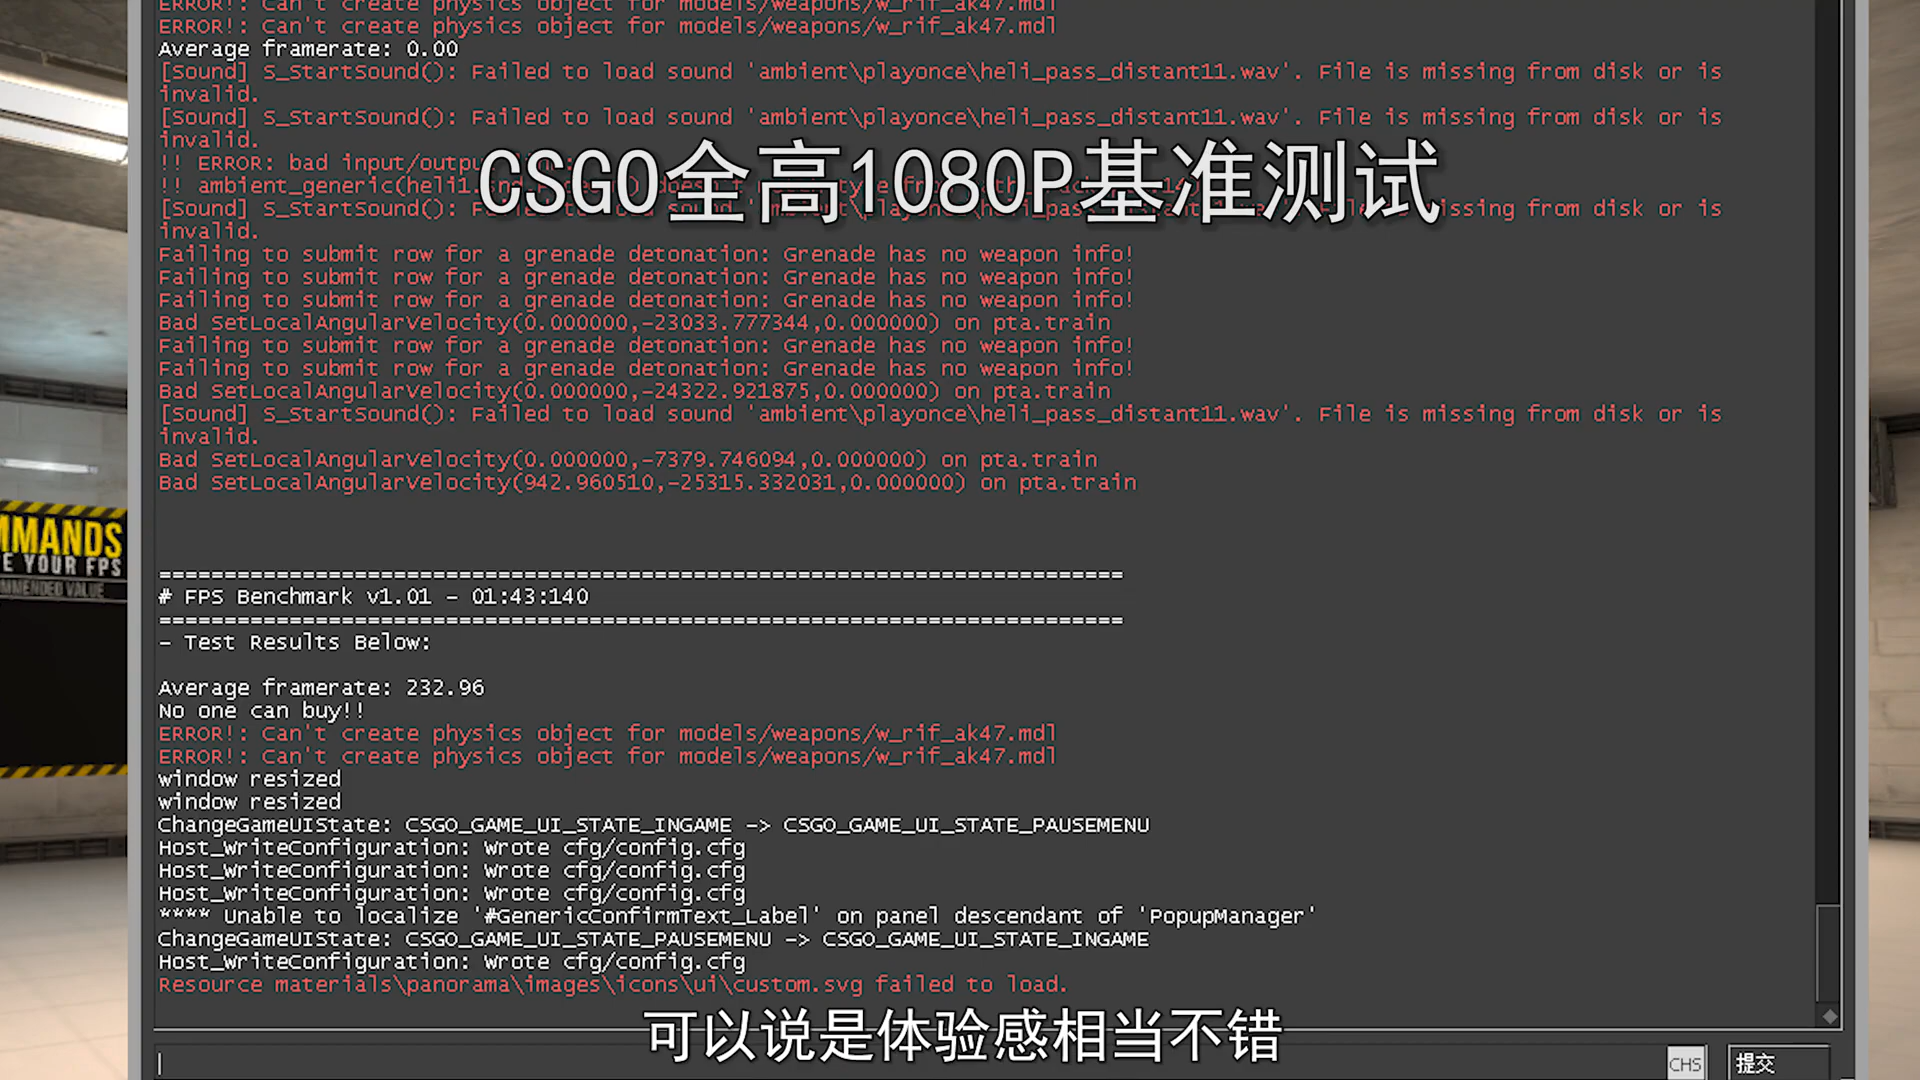 ERROR!: Can't create physics object for models/weapons/w_rif_ak47.mdl
ERROR!: Can't create physics object for models/weapons/w_rif_ak47.mdl
Average framerate: 0.00
[Sound] S_StartSound(): Failed to load sound 'ambient\playonce\heli_pass_distant11.wav'. File is missing from disk or is
invalid.
[Sound] S_StartSound(): Failed to load sound 'ambient\playonce\heli_pass_distant11.wav'. File is missing from disk or is
invalid.
!! ERROR: bad input/output
!! ambient_generic(heli1
CSGO全高1080P基准测试
[Sound] S_StartSound(): missing from disk or is
invalid.
Failing to submit row for a grenade detonation: Grenade has no weapon info!
Failing to submit row for a grenade detonation: Grenade has no weapon info!
Failing to submit row for a grenade detonation: Grenade has no weapon info!
Bad SetLocalAngularVelocity(0.000000,-23033.777344,0.000000) on pta.train
Failing to submit row for a grenade detonation: Grenade has no weapon info!
Failing to submit row for a grenade detonation: Grenade has no weapon info!
Bad SetLocalAngularVelocity(0.000000,-24322.921875,0.000000) on pta.train
[Sound] S_StartSound(): Failed to load sound 'ambient\playonce\heli_pass_distant11.wav'. File is missing from disk or is
invalid.
Bad SetLocalAngularVelocity(0.000000,-7379.746094,0.000000) on pta.train
Bad SetLocalAngularVelocity(942.960510,-25315.332031,0.000000) on pta.train
MMANDS
E YOUR FPS
MMENDED VALUE
==========================================================================
# FPS Benchmark v1.01 - 01:43:140
==========================================================================
- Test Results Below:
Average framerate: 232.96
No one can buy!!
ERROR!: Can't create physics object for models/weapons/w_rif_ak47.mdl
ERROR!: Can't create physics object for models/weapons/w_rif_ak47.mdl
window resized
window resized
ChangeGameUIState: CSGO_GAME_UI_STATE_INGAME -> CSGO_GAME_UI_STATE_PAUSEMENU
Host_WriteConfiguration: Wrote cfg/config.cfg
Host_WriteConfiguration: Wrote cfg/config.cfg
Host_WriteConfiguration: Wrote cfg/config.cfg
**** Unable to localize '#GenericConfirmText_Label' on panel descendant of 'PopupManager'
ChangeGameUIState: CSGO_GAME_UI_STATE_PAUSEMENU -> CSGO_GAME_UI_STATE_INGAME
Host_WriteConfiguration: Wrote cfg/config.cfg
Resource materials\panorama\images\icons\ui\custom.svg failed to load.
可以说是体验感相当不错
CHS
提交